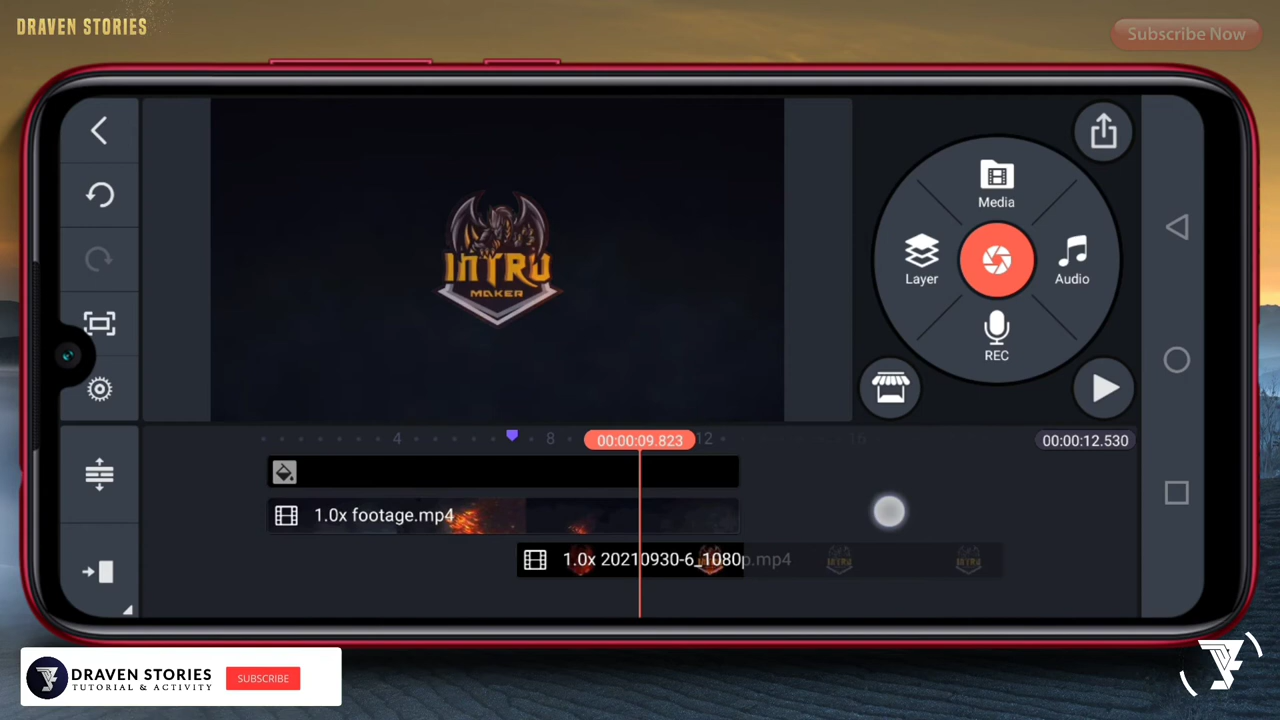 DRAVEN STORIES
Subscribe Now
INTRU
MAKER
Media
Layer
Audio
REC
4
8
00:00:09.823
12
16
00:00:12.530
1.0x footage.mp4
1.0x 20210930-6_1080p.mp4
DRAVEN STORIES
TUTORIAL & ACTIVITY
SUBSCRIBE